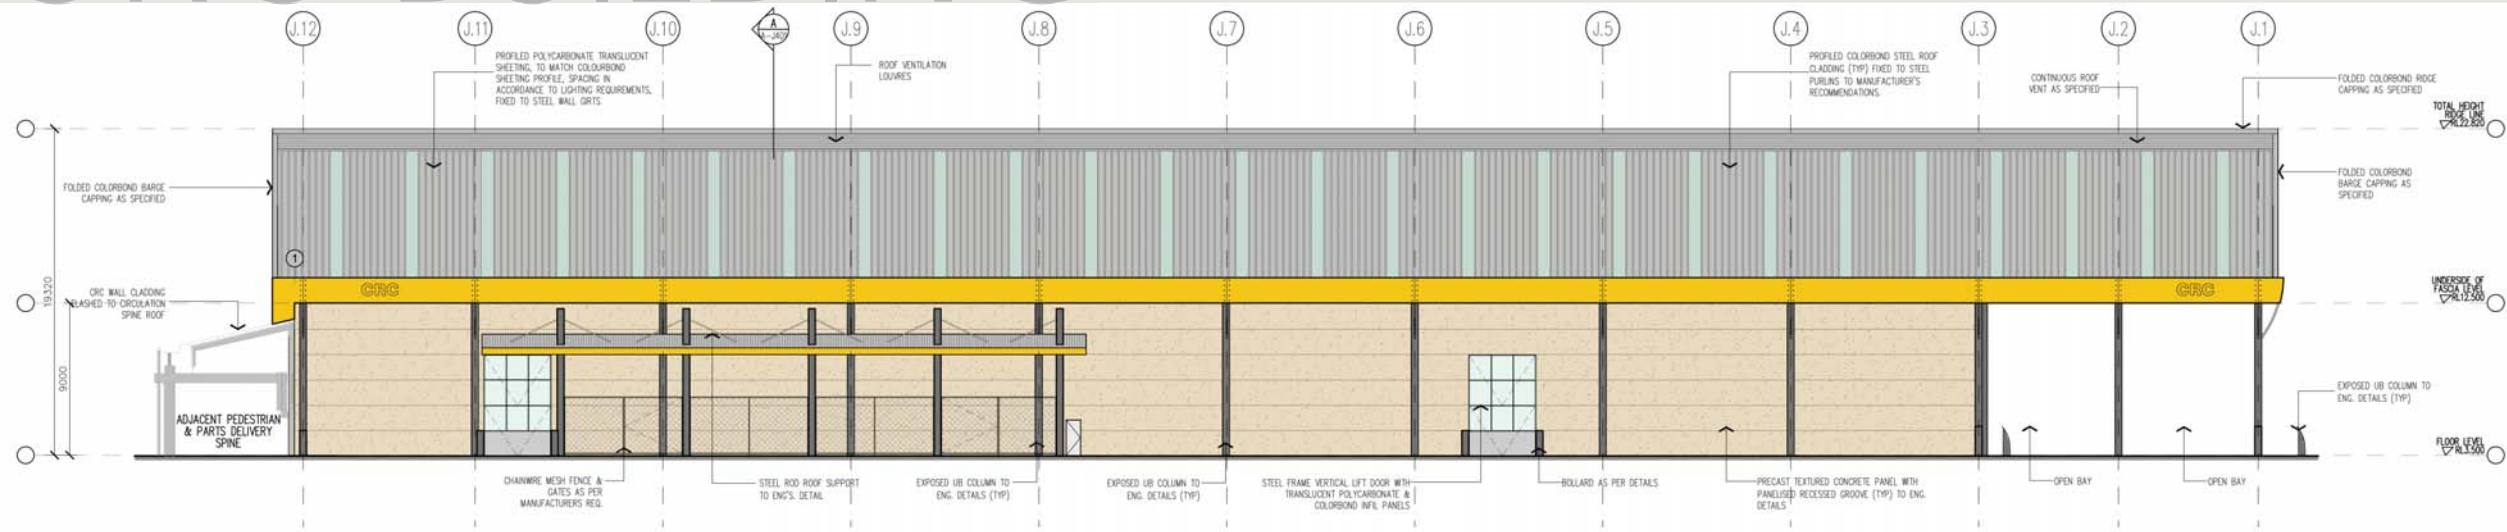 J.12
J.11
J.10
A
A-J401
J.9
J.8
J.7
J.6
J.5
J.4
J.3
J.2
J.1
PROFILED POLYCARBONATE TRANSLUCENT
SHEETING, TO MATCH COLOURBOND
SHEETING PROFILE, SPACING IN
ACCORDANCE TO LIGHTING REQUIREMENTS,
FIXED TO STEEL WALL GIRTS.
ROOF VENTILATION
LOUVRES
PROFILED COLORBOND STEEL ROOF
CLADDING (TYP) FIXED TO STEEL
PURLINS TO MANUFACTURER'S
RECOMMENDATIONS.
CONTINUOUS ROOF
VENT AS SPECIFIED
FOLDED COLORBOND RIDGE
CAPPING AS SPECIFIED
TOTAL HEIGHT
RIDGE LINE
RL22.820
FOLDED COLORBOND BARGE
CAPPING AS SPECIFIED
FOLDED COLORBOND
BARGE CAPPING AS
SPECIFIED
1
CRC WALL CLADDING
FLASHED TO CIRCULATION
SPINE ROOF
19320
9000
CRC
CRC
UNDERSIDE OF
FASCIA LEVEL
RL12.500
ADJACENT PEDESTRIAN
& PARTS DELIVERY
SPINE
EXPOSED UB COLUMN TO
ENG. DETAILS (TYP)
FLOOR LEVEL
RL3.500
CHAINWIRE MESH FENCE &
GATES AS PER
MANUFACTURERS REQ.
STEEL ROD ROOF SUPPORT
TO ENG'S. DETAIL
EXPOSED UB COLUMN TO
ENG. DETAILS (TYP)
EXPOSED UB COLUMN TO
ENG. DETAILS (TYP)
STEEL FRAME VERTICAL LIFT DOOR WITH
TRANSLUCENT POLYCARBONATE &
COLORBOND INFIL PANELS
BOLLARD AS PER DETAILS
PRECAST TEXTURED CONCRETE PANEL WITH
PANELISED RECESSED GROOVE (TYP) TO ENG.
DETAILS
OPEN BAY
OPEN BAY